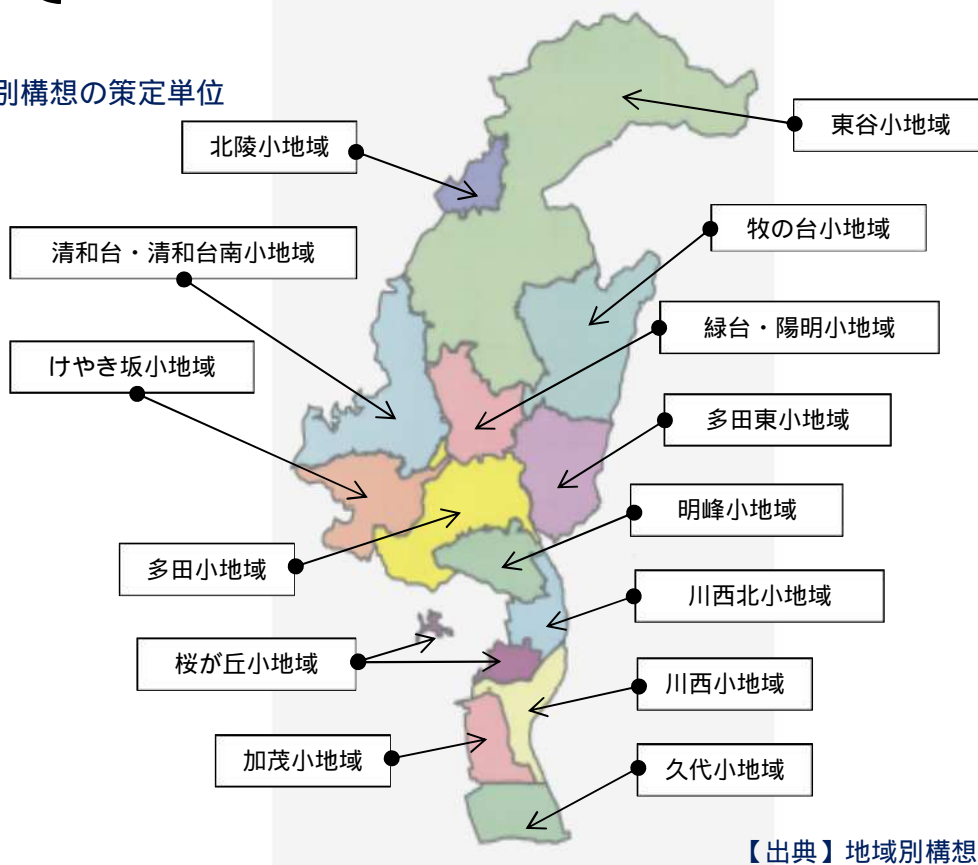 別構想の策定単位
東谷小地域
北陵小地域
牧の台小地域
清和台・清和台南小地域
緑台・陽明小地域
けやき坂小地域
多田東小地域
明峰小地域
多田小地域
川西北小地域
桜が丘小地域
川西小地域
加茂小地域
久代小地域
【出典】地域別構想